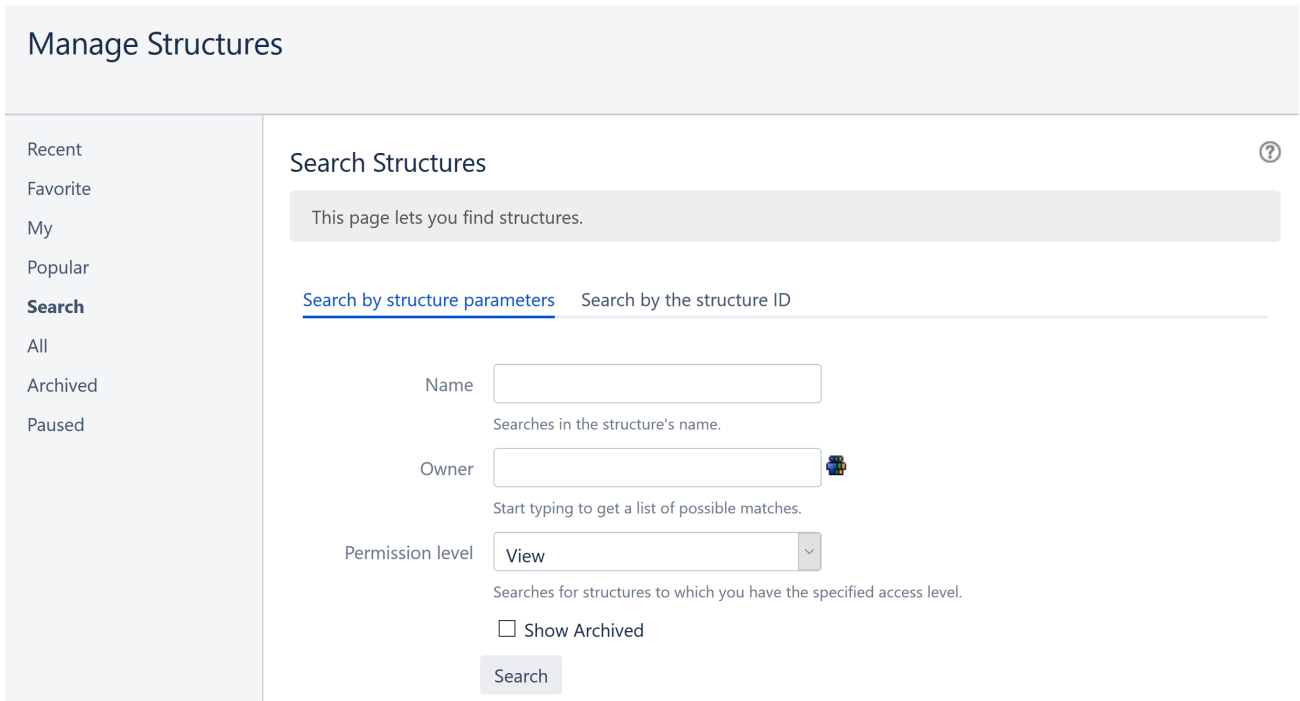 Manage Structures
Recent
Favorite
My
Popular
Search
All
Archived
Paused
Search Structures
?
This page lets you find structures.
Search by structure parameters Search by the structure ID
Name
Searches in the structure's name.
Owner
Start typing to get a list of possible matches.
Permission level View
Searches for structures to which you have the specified access level.
Show Archived
Search